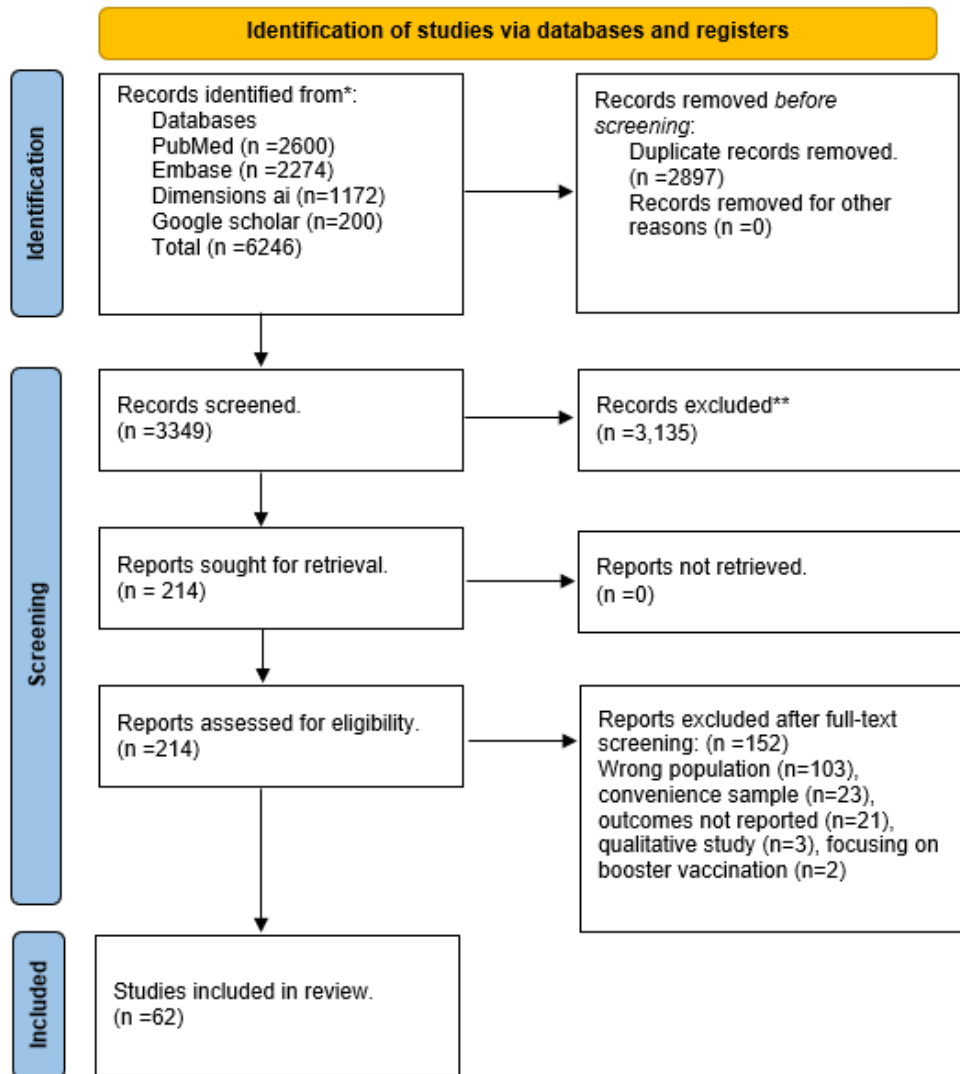 Identification of studies via databases and registers
Identification
Records identified from*:
Databases
PubMed (n =2600)
Embase (n =2274)
Dimensions ai (n=1172)
Google scholar (n=200)
Total (n =6246)
Records removed before
screening:
Duplicate records removed.
(n =2897)
Records removed for other
reasons (n =0)
Screening
Records screened.
(n =3349)
Records excluded**
(n =3,135)
Reports sought for retrieval.
(n = 214)
Reports not retrieved.
(n =0)
Reports assessed for eligibility.
(n =214)
Reports excluded after full-text
screening: (n =152)
Wrong population (n=103),
convenience sample (n=23),
outcomes not reported (n=21),
qualitative study (n=3), focusing on
booster vaccination (n=2)
Included
Studies included in review.
(n =62)